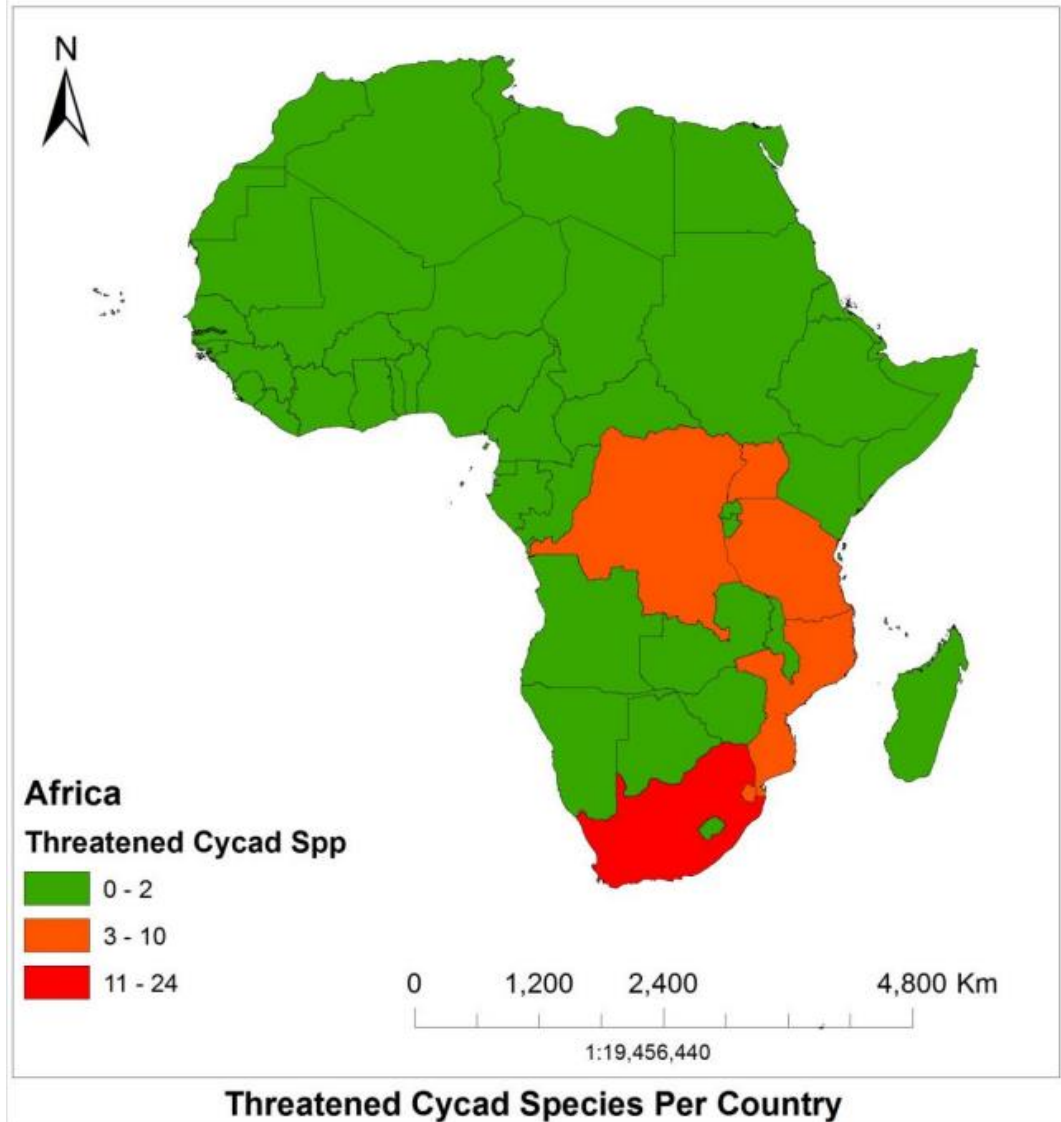 N
Africa
Threatened Cycad Spp
0 - 2
3 - 10
11 - 24
0 1,200 2,400 4,800 Km
1:19,456,440
Threatened Cycad Species Per Country